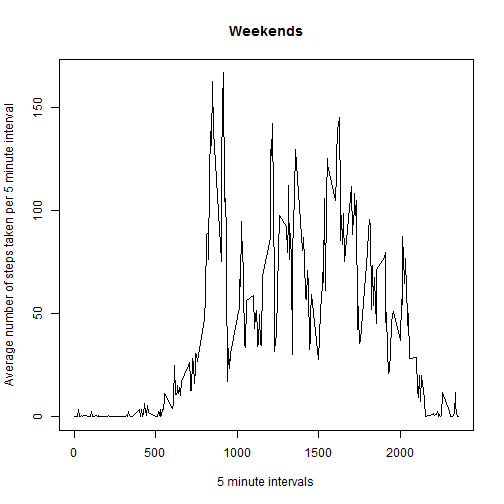 Weekends
Average number of steps taken per 5 minute interval
150
100
50
0
0 500 1000 1500 2000
5 minute intervals